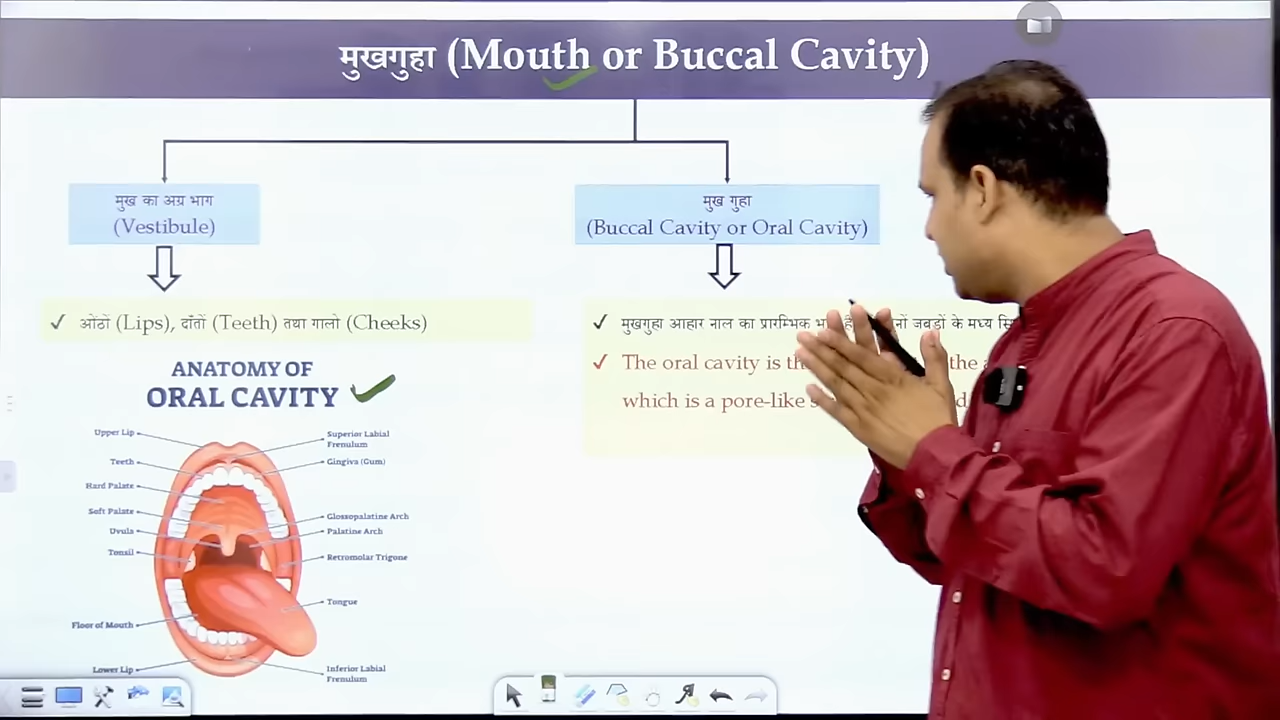 मुखगुहा (Mouth or Buccal Cavity)
मुख का अग्र भाग
(Vestibule)
मुख गुहा
(Buccal Cavity or Oral Cavity)
✓ ओंठों (Lips), दाँतों (Teeth) तथा गालो (Cheeks)
✓ मुखगुहा आहार नाल का प्रारम्भिक जबड़ों के मध्य
✓ The oral cavity is the
which is a pore-like
ANATOMY OF
ORAL CAVITY
Upper Lip
Teeth
Hard Palate
Soft Palate
Uvula
Tonsil
Floor of Mouth
Lower Lip
Superior Labial
Frenulum
Gingiva (Gum)
Glossopalatine Arch
Palatine Arch
Retromolar Trigone
Tongue
Inferior Labial
Frenulum